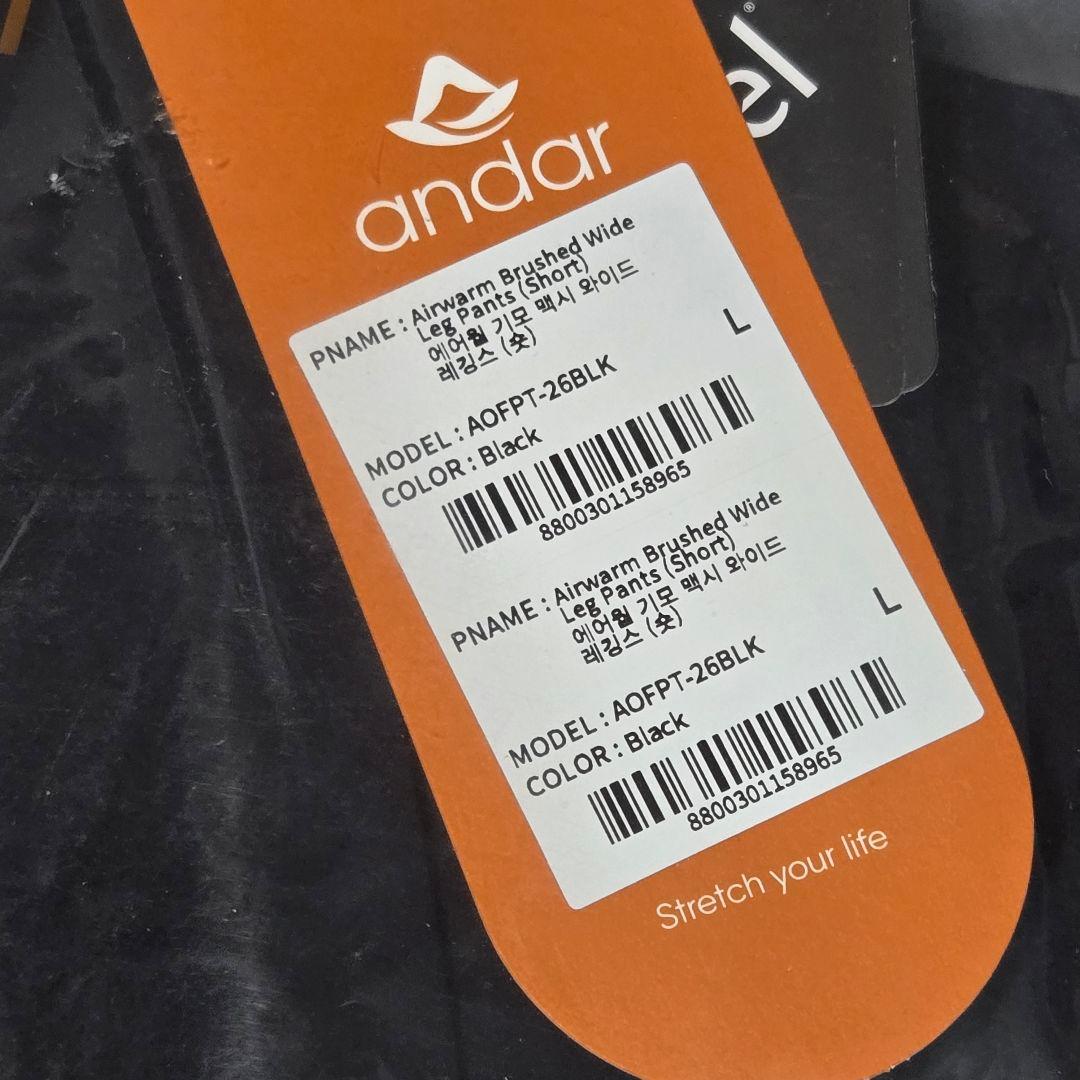 andar
el®
PNAME : Airwarm Brushed Wide
Leg Pants (Short)
에어웜 기모 맥시 와이드
레깅스 (숏)
L
MODEL : AOFPT-26BLK
COLOR : Black
8800301158965
PNAME : Airwarm Brushed Wide
Leg Pants (Short)
에어웜 기모 맥시 와이드
레깅스 (숏)
L
MODEL : AOFPT-26BLK
COLOR : Black
8800301158965
Stretch your life